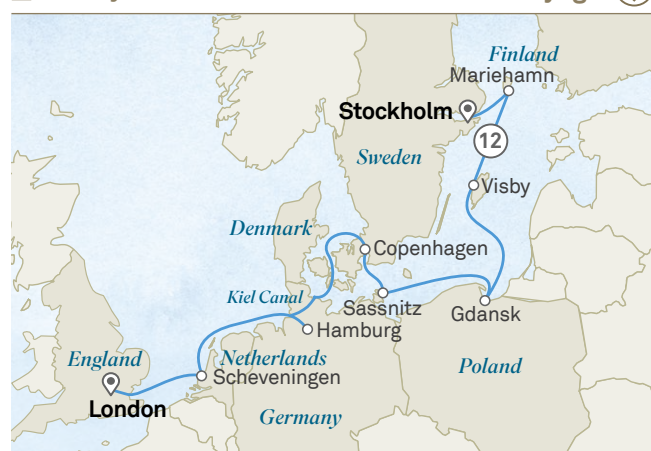 Finland
Mariehamn
Stockholm
12
Sweden
Visby
Denmark
Copenhagen
Kiel Canal
Sassnitz
Gdansk
Hamburg
England
Netherlands
Poland
Scheveningen
London
Germany